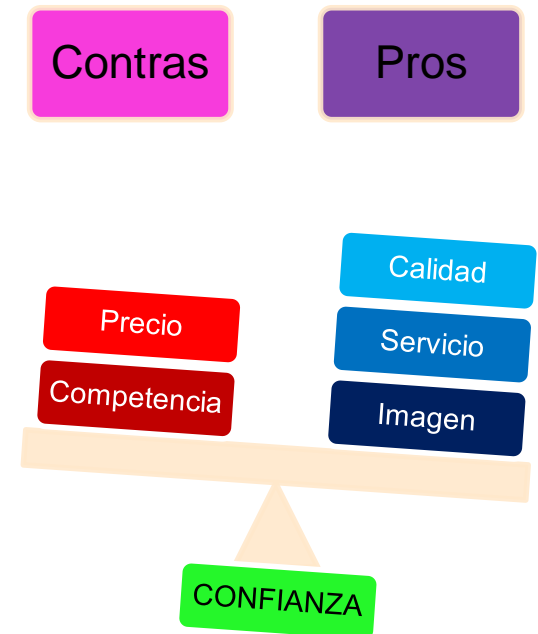 Contras
Pros
Calidad
Precio
Servicio
Competencia
Imagen
CONFIANZA